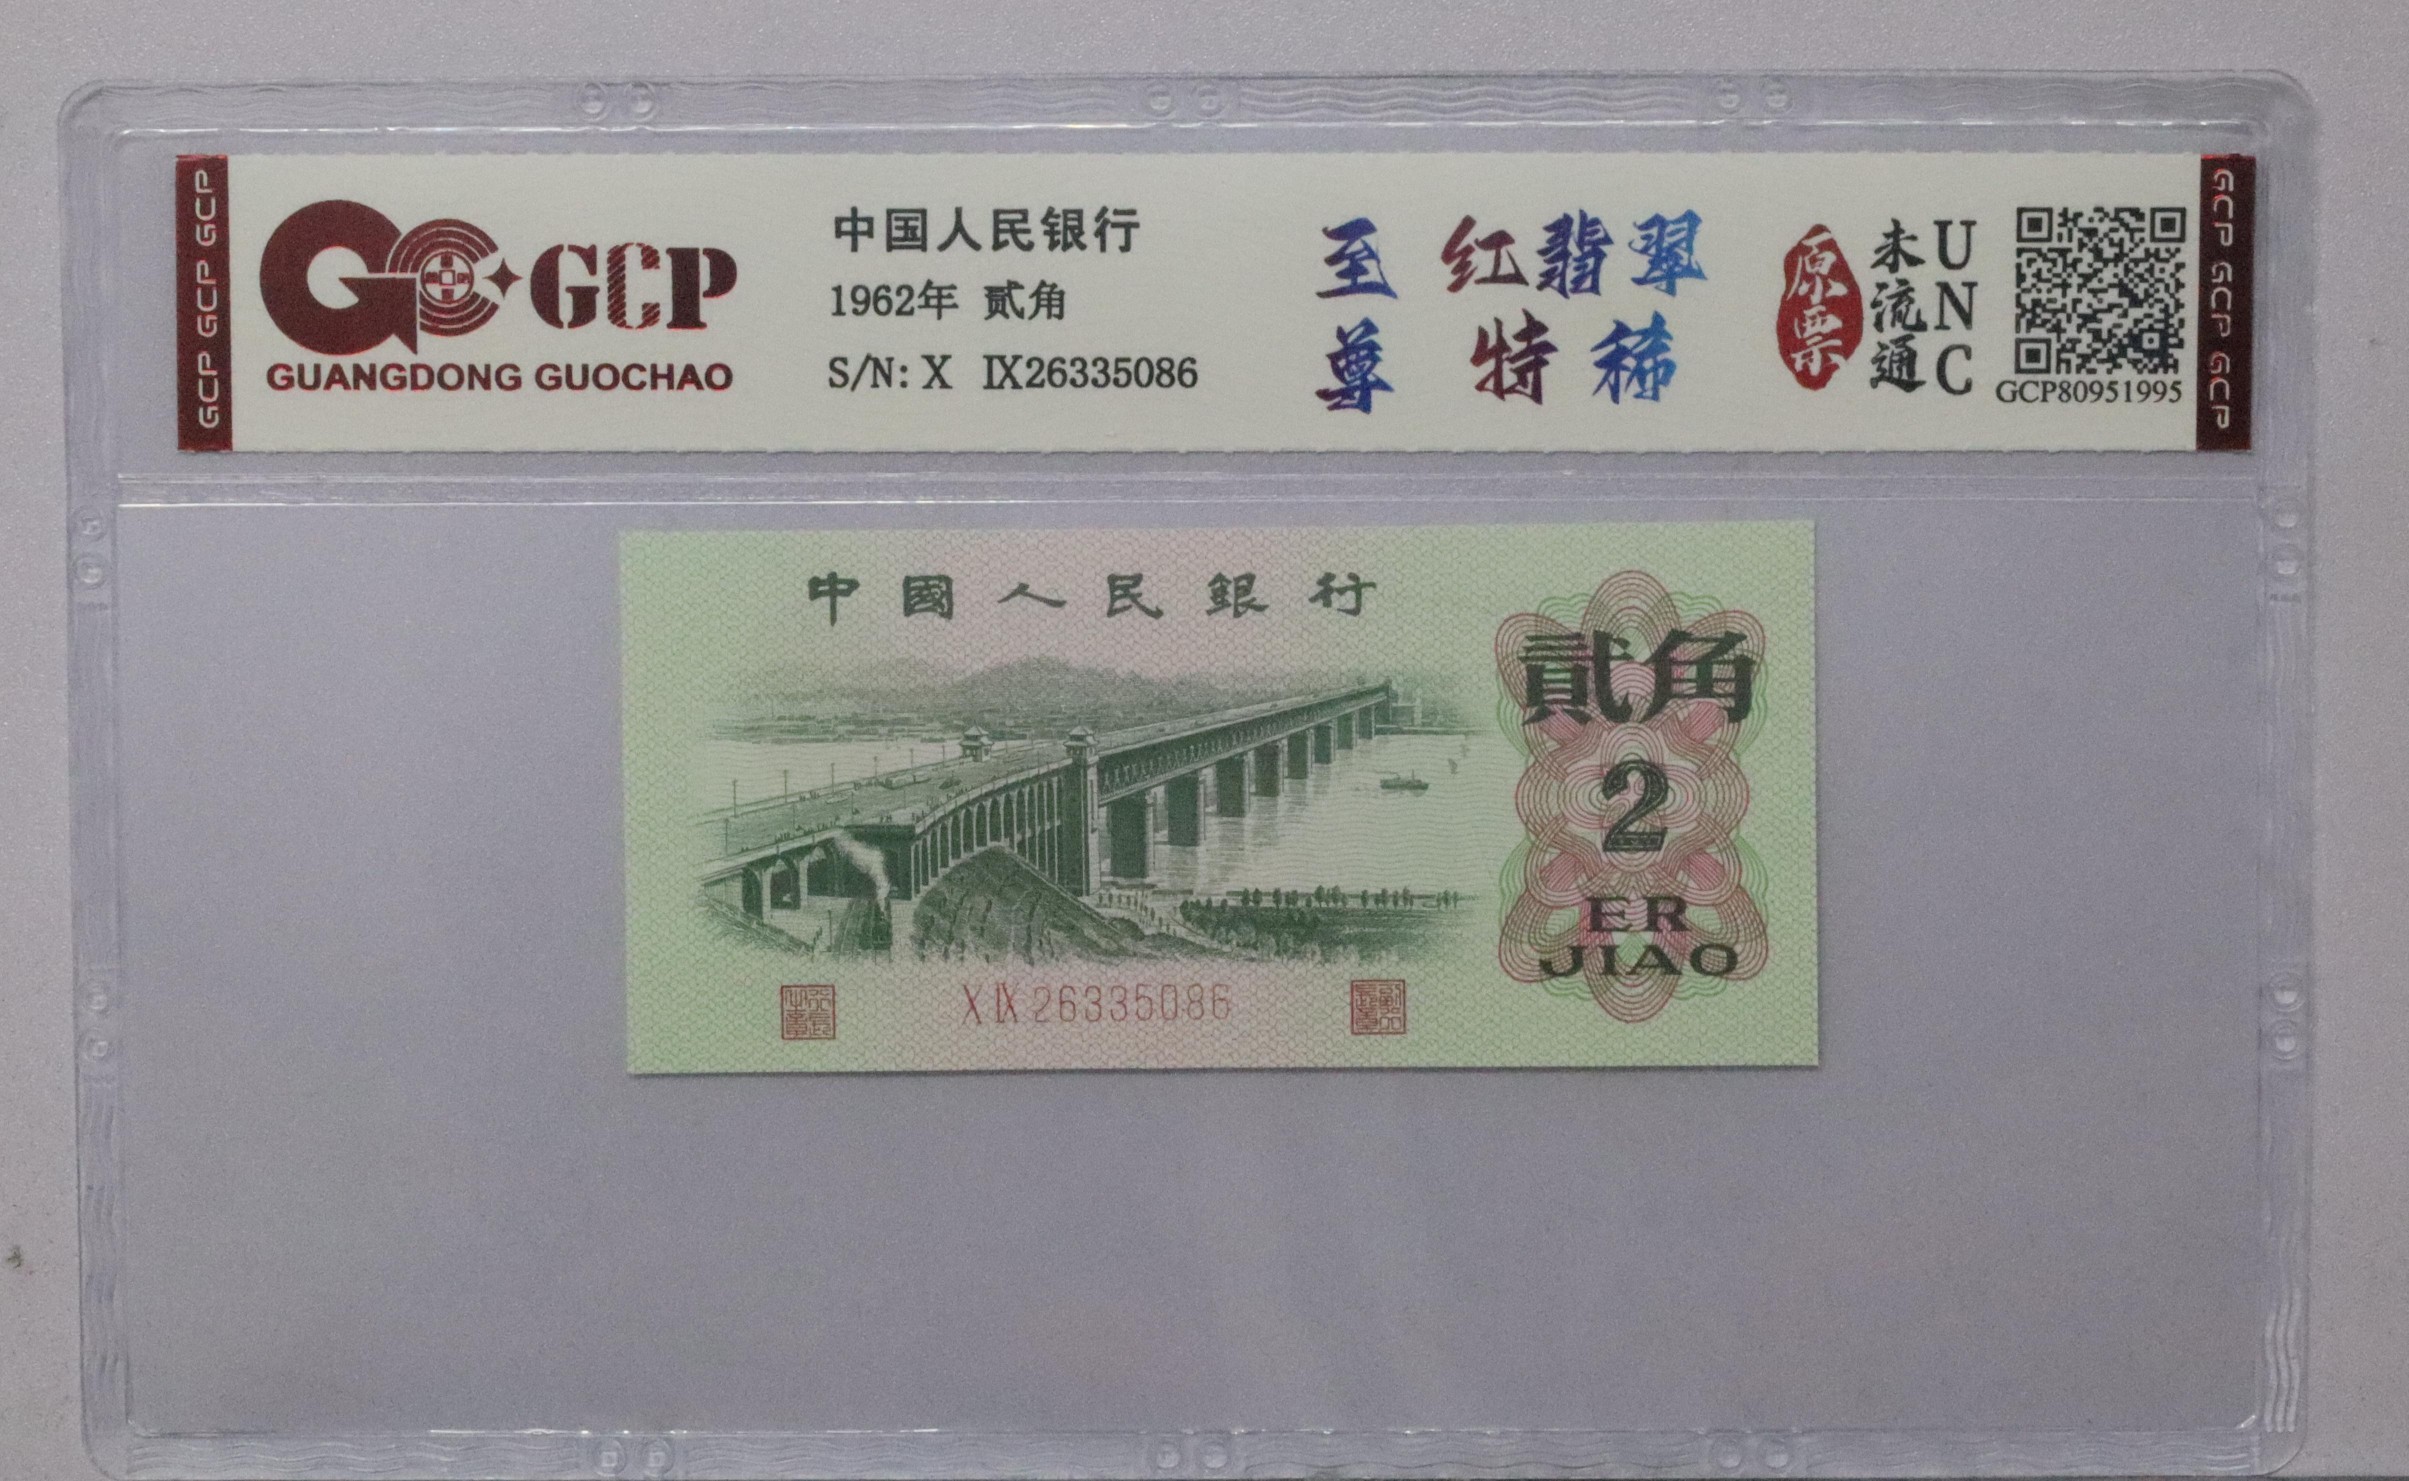 GCP GCP GCP
GCP
GUANGDONG GUOCHAO
中国人民银行
1962年 贰角
S/N: X IX26335086
至尊
红翡翠
特稀
原票
未流通
UNC
GCP80951995
GCP GCP GCP
中國人民銀行
貳角
2
ER
JIAO
X IX 26335086